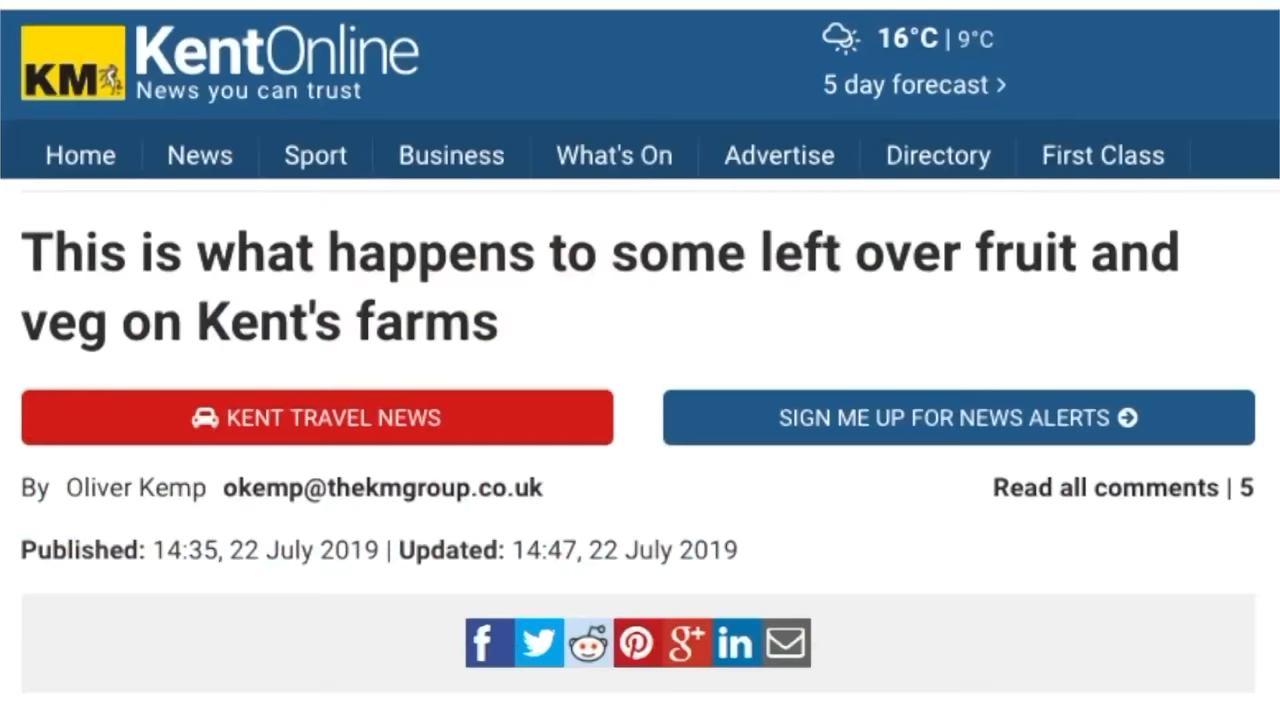 KM KentOnline
News you can trust
16°C | 9°C
5 day forecast >
Home News Sport Business What's On Advertise Directory First Class
This is what happens to some left over fruit and
veg on Kent's farms
KENT TRAVEL NEWS
SIGN ME UP FOR NEWS ALERTS
By Oliver Kemp okemp@thekmgroup.co.uk
Read all comments | 5
Published: 14:35, 22 July 2019 | Updated: 14:47, 22 July 2019
f g+ in